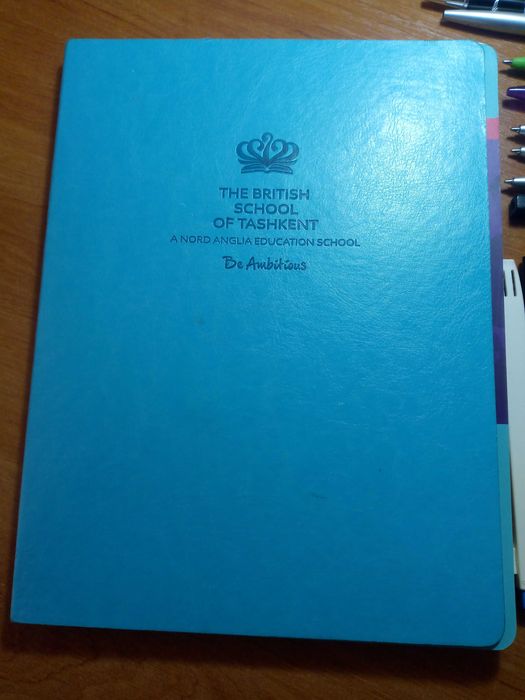 THE BRITISH
SCHOOL
OF TASHKENT
A NORD ANGLIA EDUCATION SCHOOL
Be Ambitious